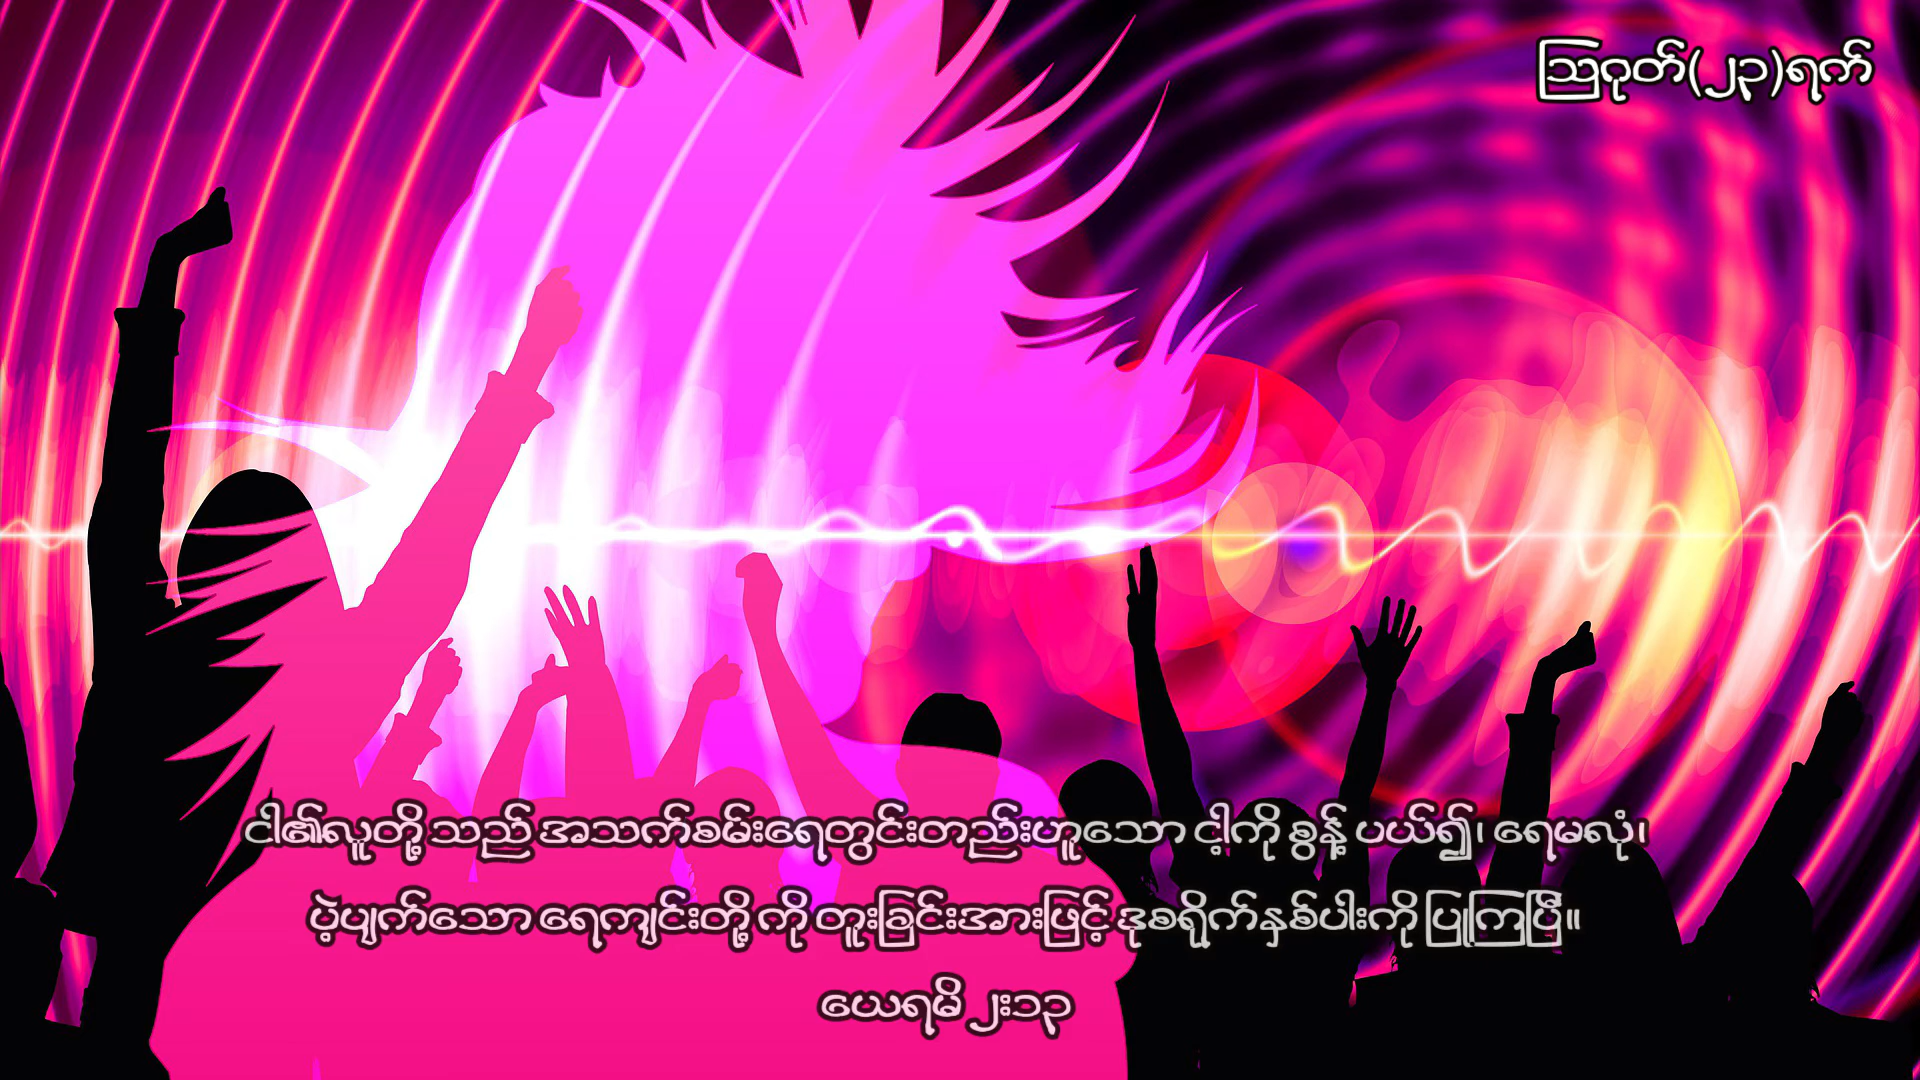 ဩဂုတ်(၂၃)ရက်
ငါ၏လူတို့သည် အသက်စမ်းရေတွင်းတည်းဟူသော ငါ့ကို စွန့်ပယ်၍၊ ရေမလုံ၊
ပဲ့ပျက်သော ရေကျင်းတို့ကို တူးခြင်းအားဖြင့် ဒုစရိုက်နှစ်ပါးကို ပြုကြပြီ။
ယေရမိ ၂း၁၃